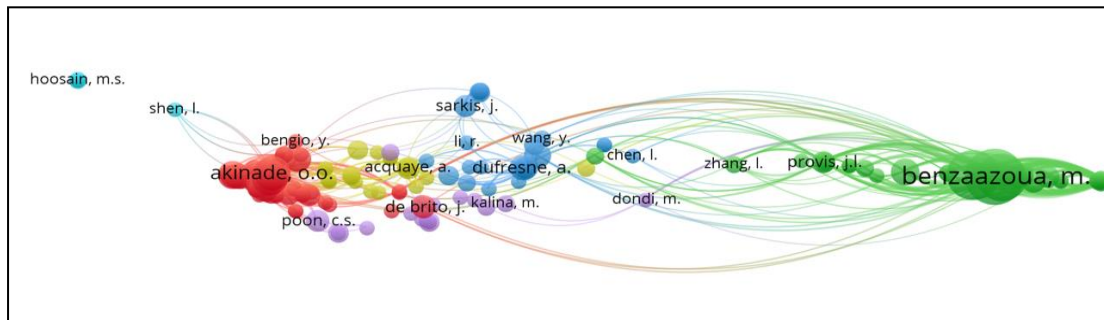 hoosain, m.s.
shen, l.
sarkis, j.
bengio, y.
li, r.
wang, y.
akinade, o.o.
acquaye, a.
dufresne, a.
chen, l.
zhang, l.
provis, j.l.
benzaazoua, m.
poon, c.s.
de brito, j.
kalina, m.
dondi, m.